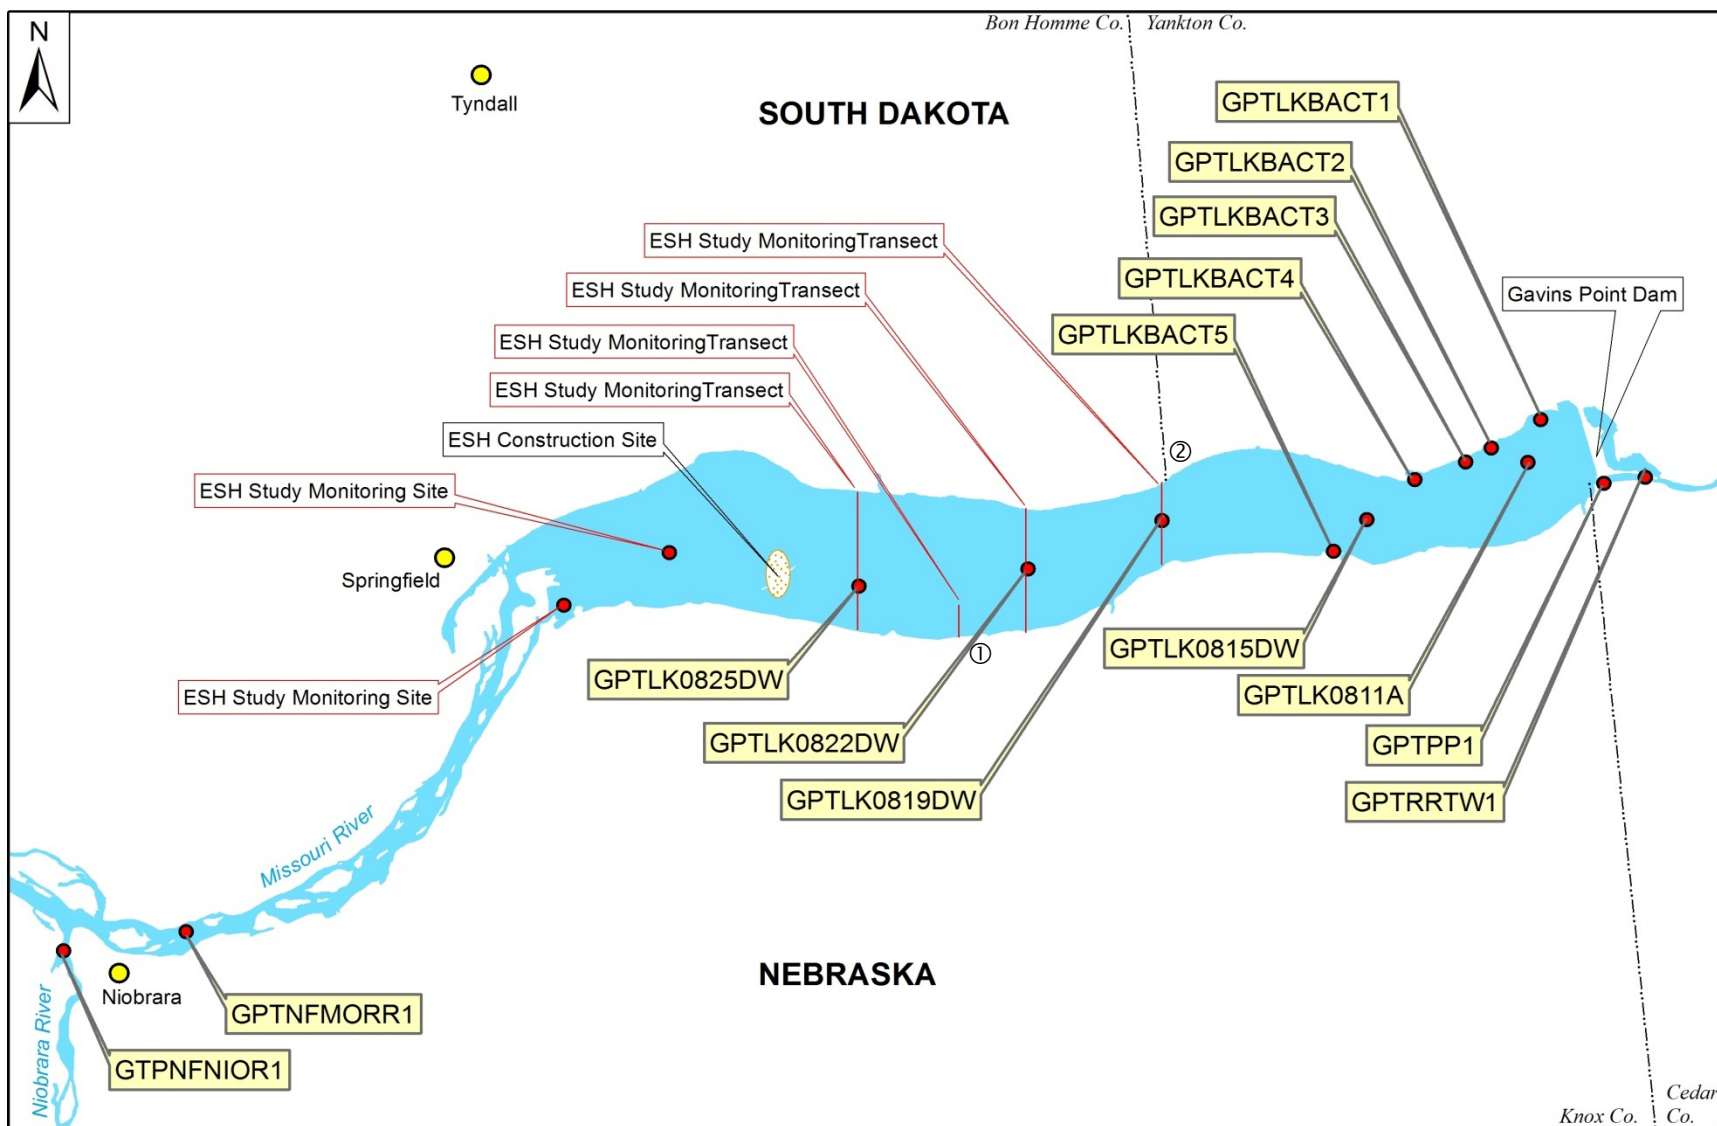 Bon Homme Co.
Yankton Co.
N
Tyndall
SOUTH DAKOTA
GPTLKBACT1
GPTLKBACT2
GPTLKBACT3
ESH Study MonitoringTransect
GPTLKBACT4
ESH Study MonitoringTransect
Gavins Point Dam
GPTLKBACT5
ESH Study MonitoringTransect
ESH Study MonitoringTransect
ESH Construction Site
②
ESH Study Monitoring Site
Springfield
GPTLK0815DW
①
GPTLK0825DW
ESH Study Monitoring Site
GPTLK0811A
GPTLK0822DW
GPTPP1
GPTLK0819DW
GPTRRTW1
Missouri River
NEBRASKA
Niobrara
GPTNFMORR1
Niobrara River
GTPNFNIOR1
Knox Co.
Cedar
Co.